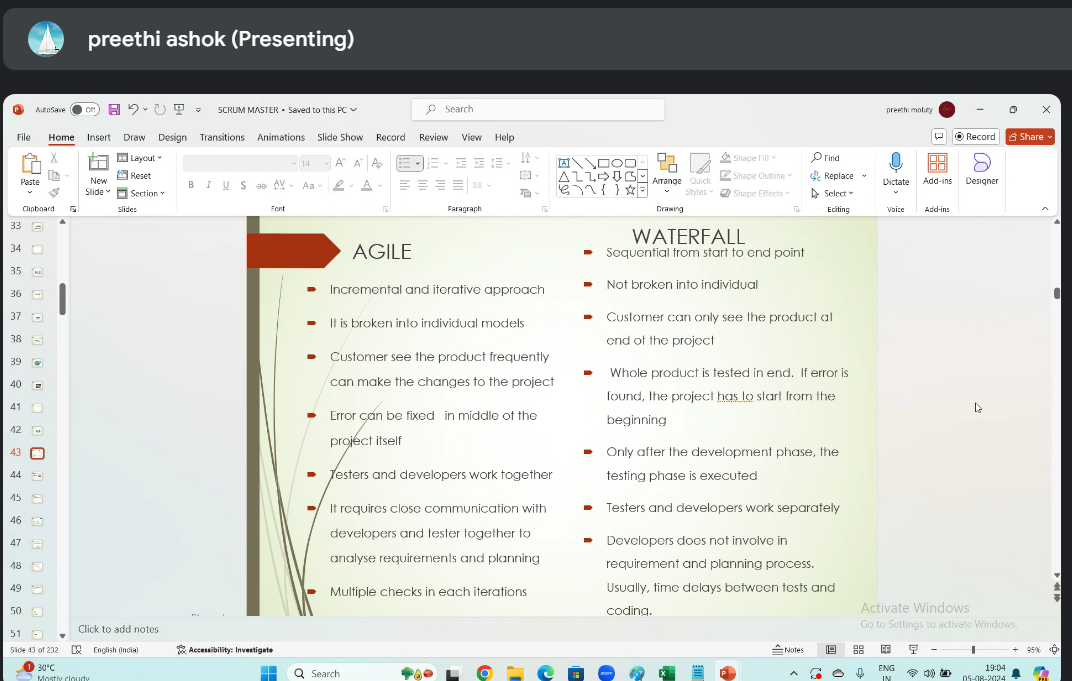 preethi ashok (Presenting)
AutoSave Off SCRUM MASTER • Saved to this PC Search preethi moluty
File Home Insert Draw Design Transitions Animations Slide Show Record Review View Help Record Share
Paste
Clipboard
New
Slide
Layout
Reset
Section
Slides
14
B I U S ab AV Aa A
Font
Paragraph
Arrange
Quick
Styles
Shape Fill
Shape Outline
Shape Effects
Drawing
Find
Replace
Select
Editing
Dictate
Voice
Add-ins
Add-ins
Designer
33
34
35
36
37
38
39
40
41
42
43
44
45
46
47
48
49
50
51
AGILE
Incremental and iterative approach
It is broken into individual models
Customer see the product frequently
can make the changes to the project
Error can be fixed in middle of the
project itself
Testers and developers work together
It requires close communication with
developers and tester together to
analyse requirements and planning
Multiple checks in each iterations
WATERFALL
Sequential from start to end point
Not broken into individual
Customer can only see the product at
end of the project
Whole product is tested in end. If error is
found, the project has to start from the
beginning
Only after the development phase, the
testing phase is executed
Testers and developers work separately
Developers does not involve in
requirement and planning process.
Usually, time delays between tests and
coding.
Activate Windows
Go to Settings to activate Windows.
Click to add notes
Slide 43 of 232 English (India) Accessibility: Investigate Notes 95%
1
30°C
Mostly cloudy
Search
zoom
ENG
IN
19:04
05-08-2024